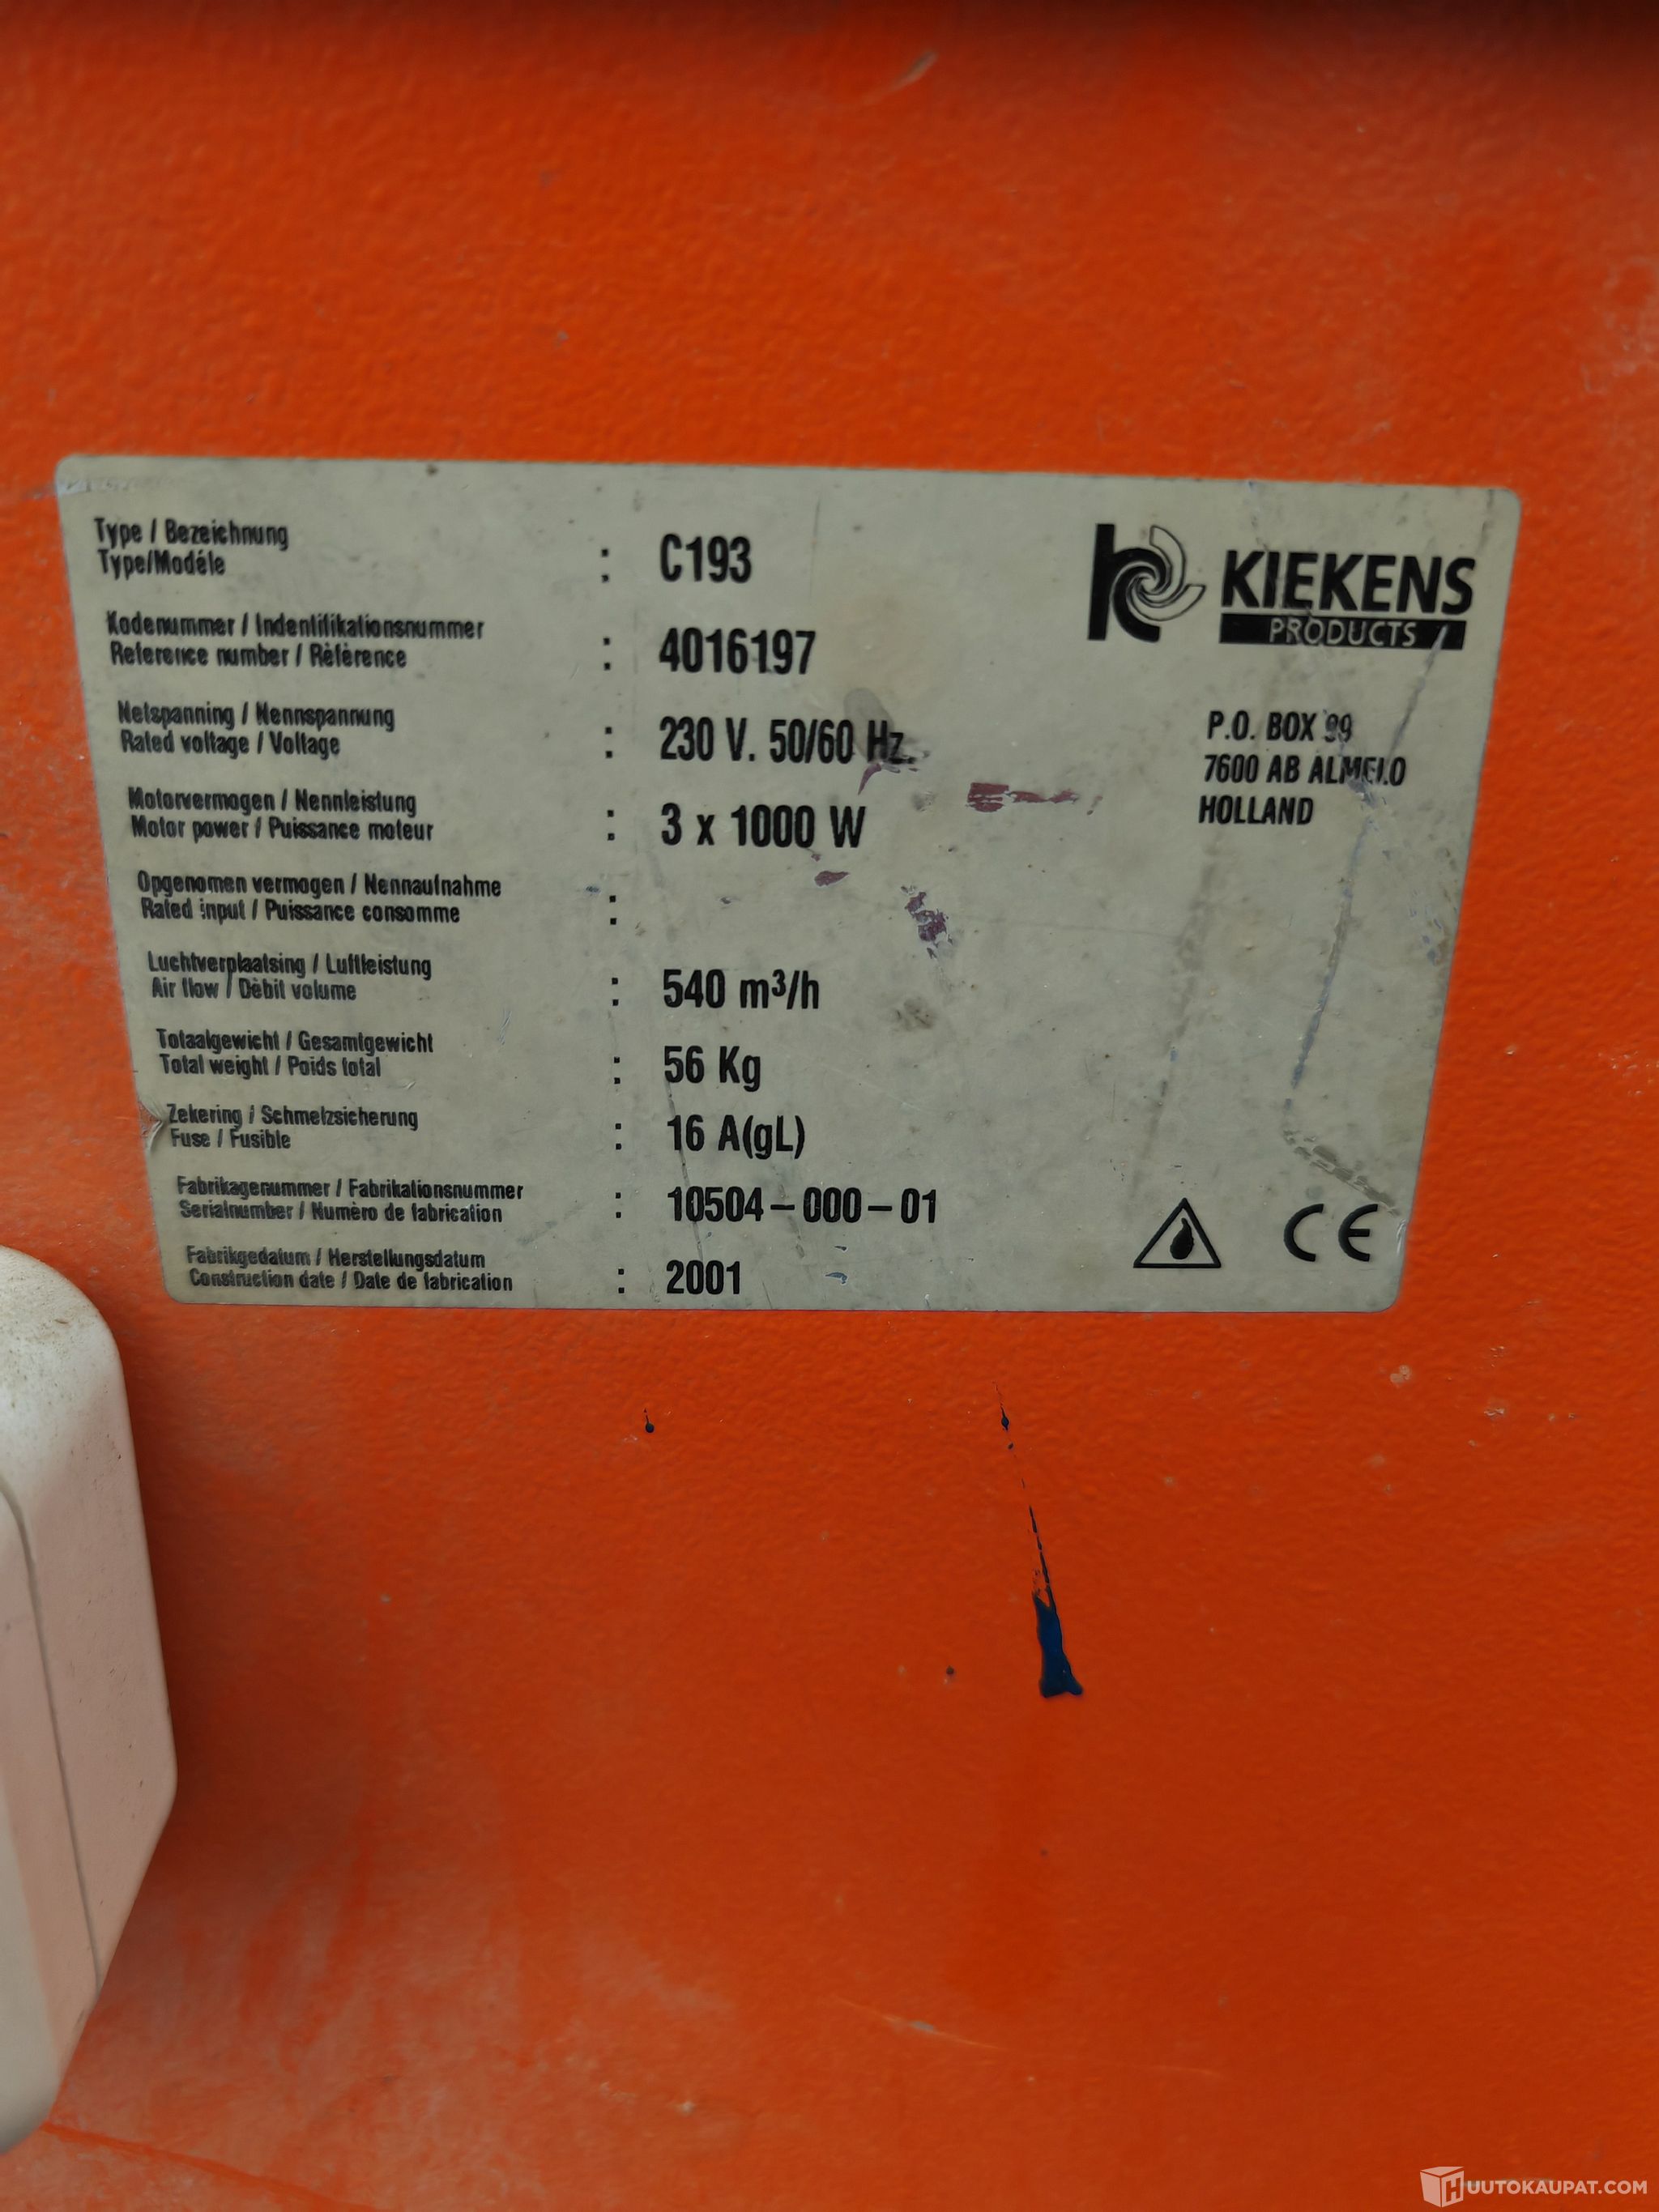 Type / Bezeichnung
Type/Modéle : C193
Kodenummer / Indentifikationsnummer
Reference number / Rèfèrence : 4016197
Netspanning / Nennspannung
Rated voltage / Voltage : 230 V. 50/60 Hz.
Motorvermogen / Nennleistung
Motor power / Puissance moteur : 3 x 1000 W
Opgenomen vermogen / Nennaufnahme
Rated input / Puissance consomme :
Luchtverplaatsing / Luftleistung
Air flow / Dèbit volume : 540 m³/h
Totaalgewicht / Gesamtgewicht
Total weight / Poids total : 56 Kg
Zekering / Schmelzsicherung
Fuse / Fusible : 16 A(gL)
Fabrikagenummer / Fabrikationsnummer
Serialnumber / Numèro de fabrication : 10504-000-01
Fabrikgedatum / Herstellungsdatum
Construction date / Date de fabrication : 2001
KIEKENS
PRODUCTS
P.O. BOX 99
7600 AB ALMELO
HOLLAND
CE
HUUTOKAUPAT.COM